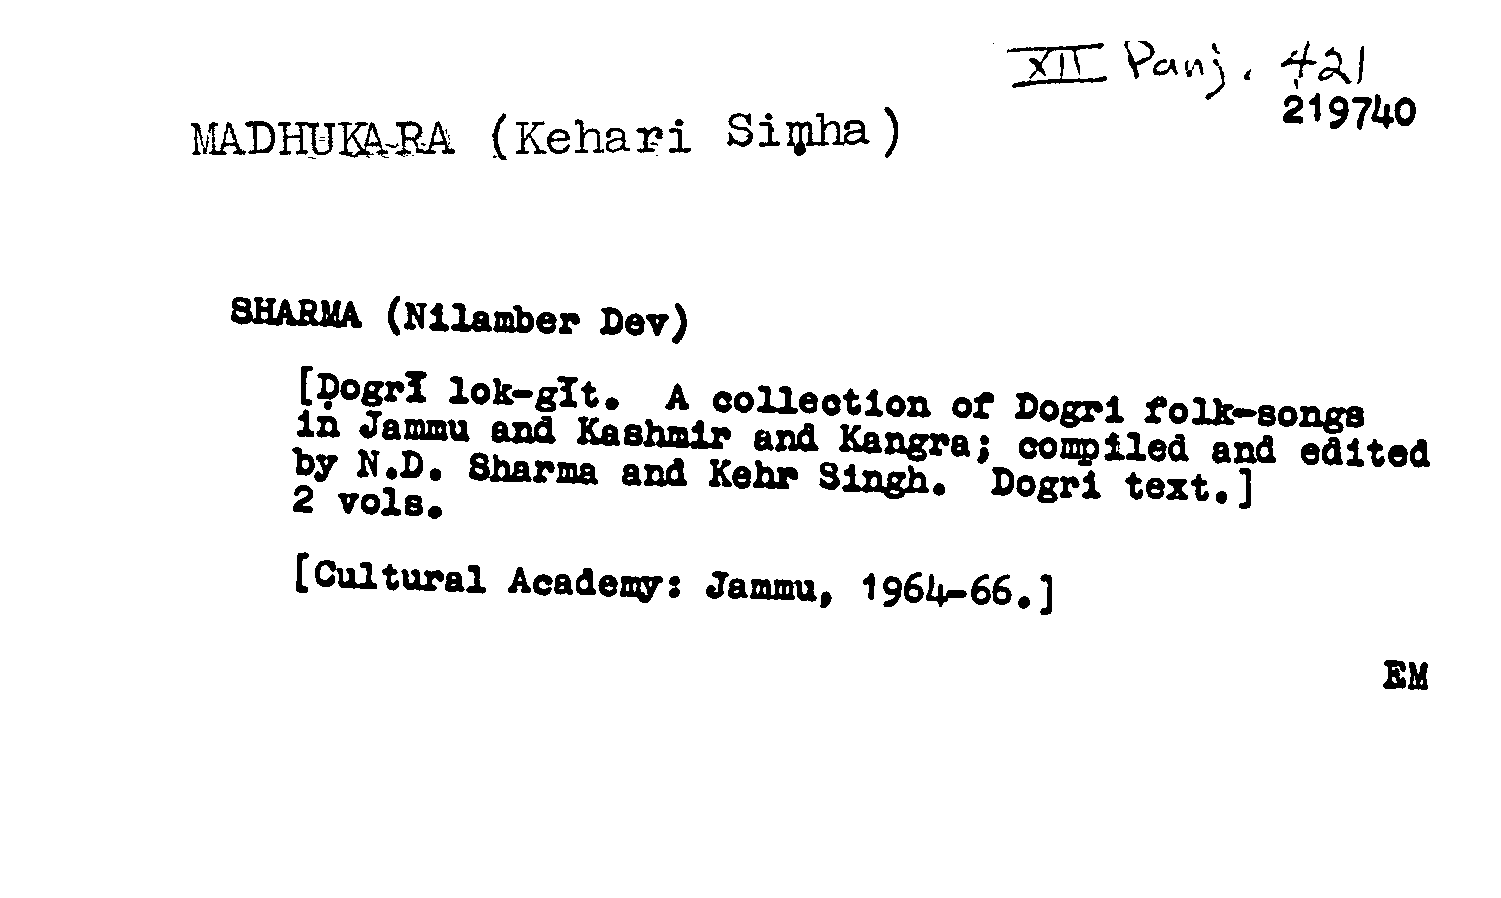 XII Panj. 421
219740
MADHUKARA (Kehari Siṃha)
SHARMA (Nilamber Dev)
[Ḍogrī lok-gīt. A collection of Dogri folk-songs
in Jammu and Kashmir and Kangra; compiled and edited
by N.D. Sharma and Kehr Singh. Dogri text.]
2 vols.
[Cultural Academy: Jammu, 1964-66.]
EM